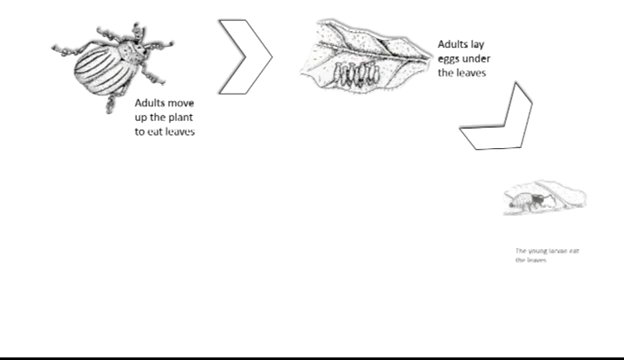 Adults move
up the plant
to eat leaves
Adults lay
eggs under
the leaves
The young larvae eat
the leaves